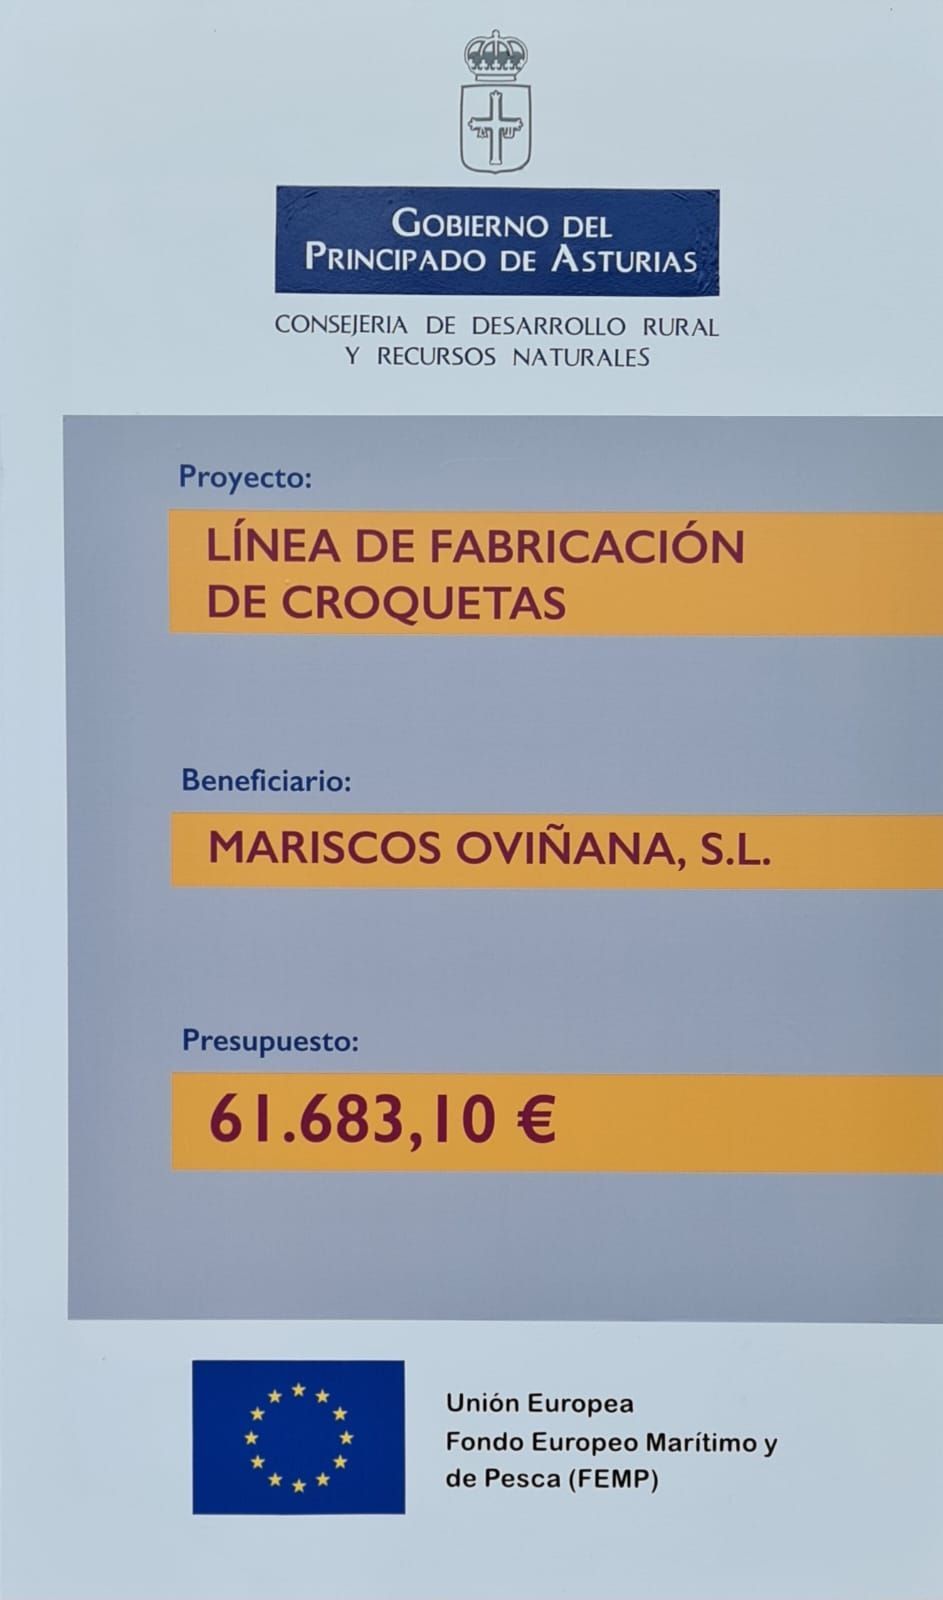 GOBIERNO DEL
PRINCIPADO DE ASTURIAS
CONSEJERIA DE DESARROLLO RURAL
Y RECURSOS NATURALES
Proyecto:
LÍNEA DE FABRICACIÓN
DE CROQUETAS
Beneficiario:
MARISCOS OVIÑANA, S.L.
Presupuesto:
61.683,10 €
Unión Europea
Fondo Europeo Marítimo y
de Pesca (FEMP)